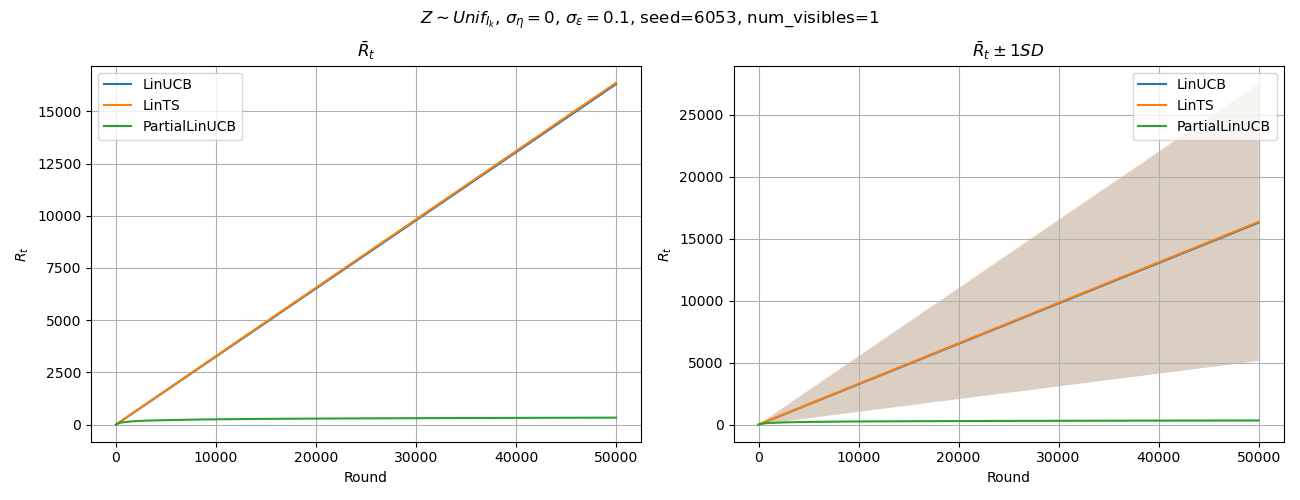 Z ∼ Unif_{I_k}, σ_η = 0, σ_ε = 0.1, seed=6053, num_visibles=1
R̄_t
LinUCB
LinTS
PartialLinUCB
15000
12500
10000
7500
5000
2500
0
R_t
0 10000 20000 30000 40000 50000
Round
R̄_t ± 1SD
LinUCB
LinTS
PartialLinUCB
25000
20000
15000
10000
5000
0
R_t
0 10000 20000 30000 40000 50000
Round